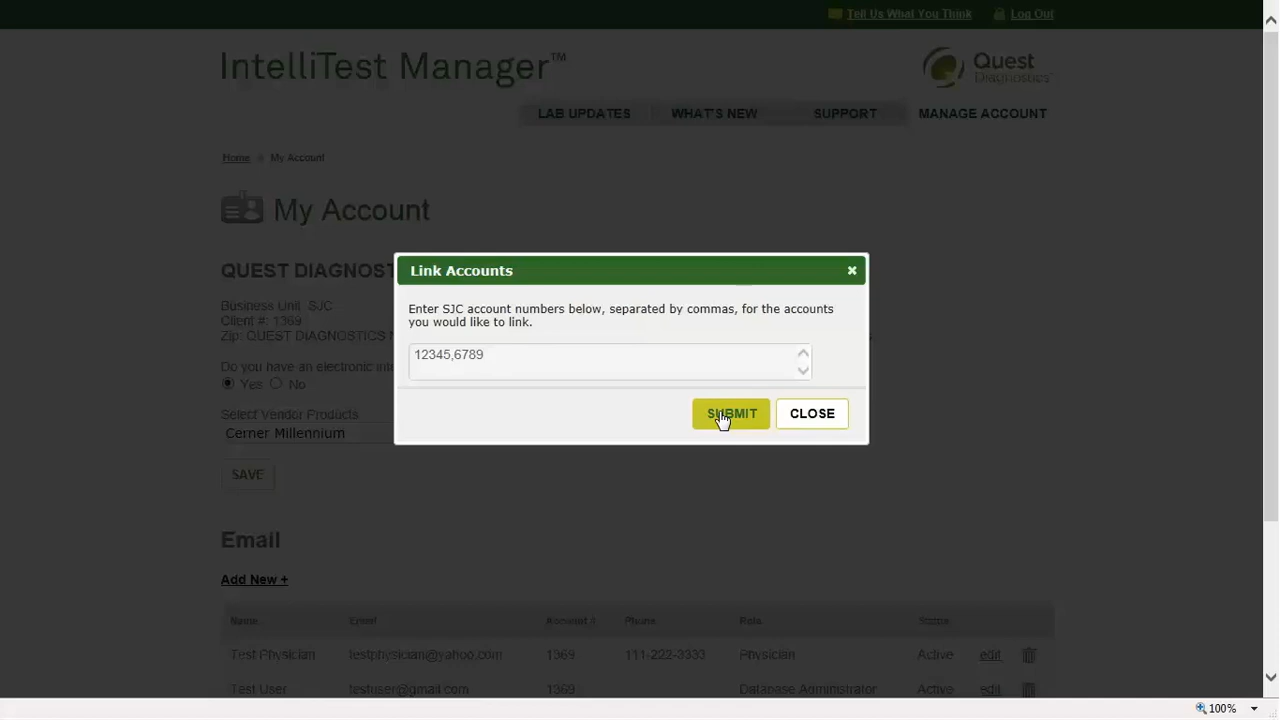 Tell Us What You Think Log Out
IntelliTest Manager™
Quest
Diagnostics™
LAB UPDATES WHAT'S NEW SUPPORT MANAGE ACCOUNT
Home My Account
My Account
QUEST DIAGNOST
Business Unit SJC
Client #: 1369
Zip: QUEST DIAGNOSTICS
Do you have an electronic
Yes No
Select Vendor Products
Cerner Millennium
SAVE
Link Accounts
Enter SJC account numbers below, separated by commas, for the accounts
you would like to link.
12345,6789
SUBMIT CLOSE
Email
Add New +
Name Email Account # Phone Role Status
Test Physician testphysician@yahoo.com 1369 111-222-3333 Physician Active edit
Test User testuser@gmail.com 1369 Database Administrator Active edit
100%